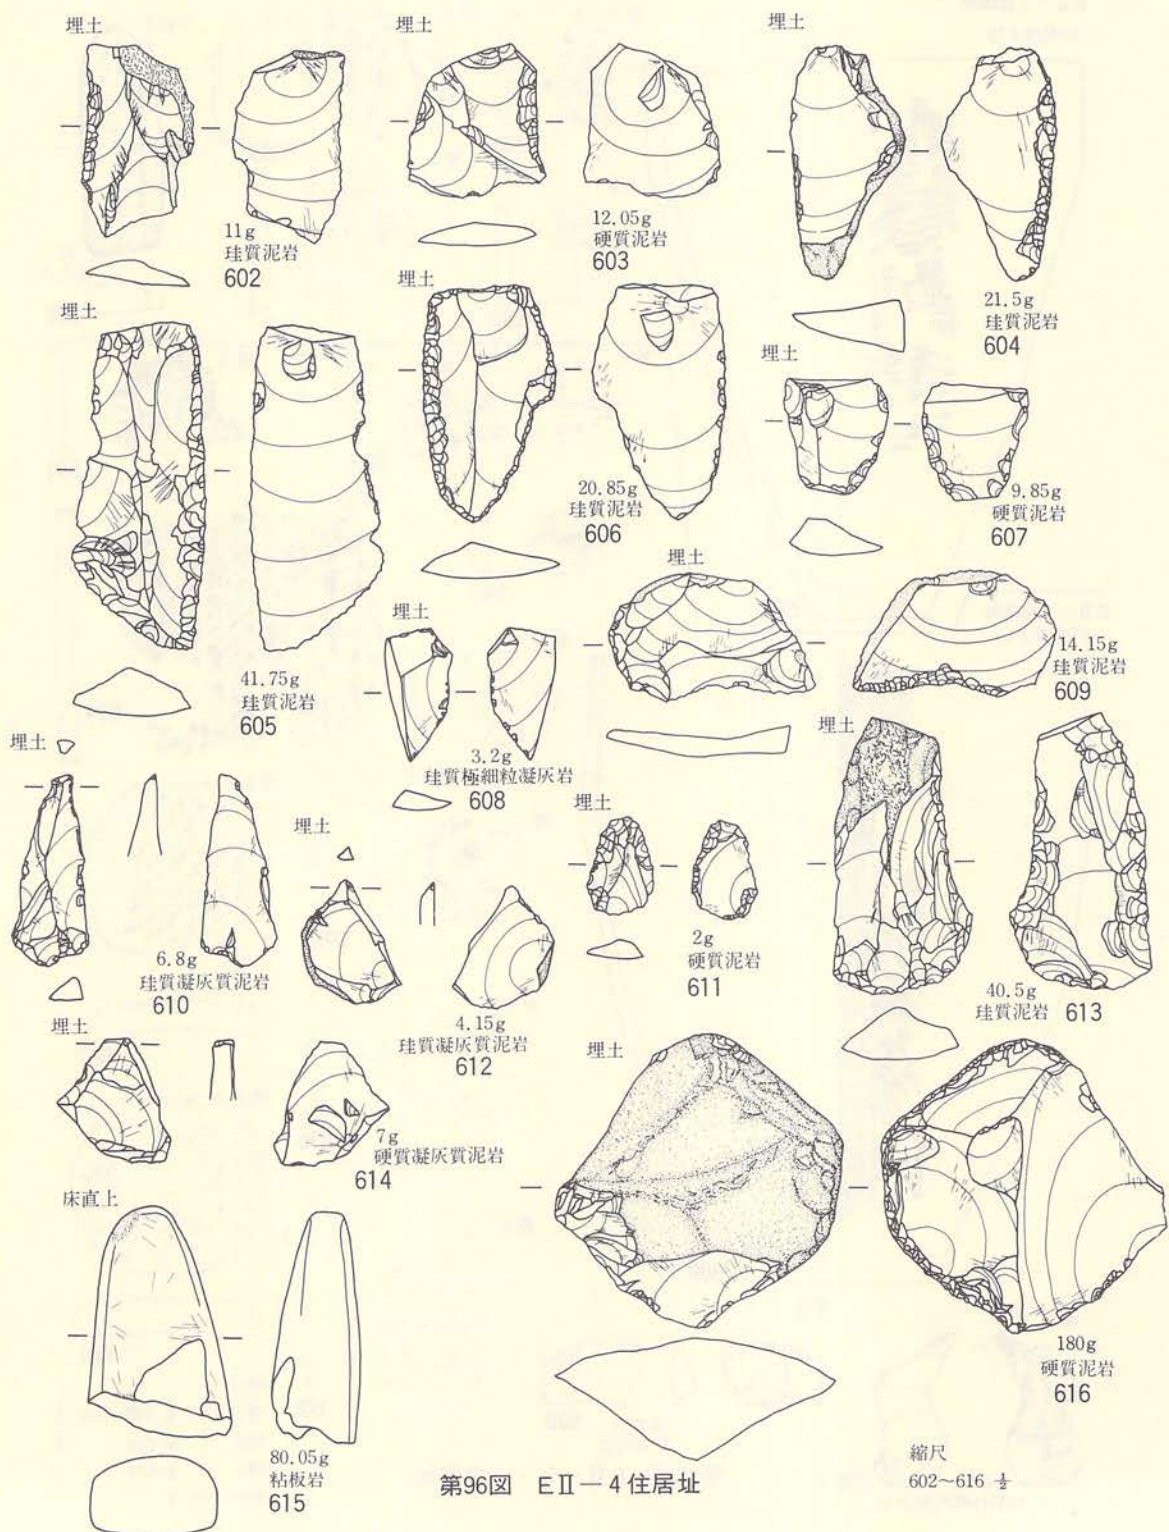 埋土
11g
珪質泥岩
602
埋土
12.05g
硬質泥岩
603
埋土
21.5g
珪質泥岩
604
埋土
41.75g
珪質泥岩
605
埋土
20.85g
珪質泥岩
606
埋土
9.85g
硬質泥岩
607
埋土
3.2g
珪質極細粒凝灰岩
608
埋土
14.15g
珪質泥岩
609
埋土
6.8g
珪質凝灰質泥岩
610
埋土
4.15g
珪質凝灰質泥岩
612
埋土
2g
硬質泥岩
611
埋土
40.5g
珪質泥岩
613
埋土
7g
硬質凝灰質泥岩
614
埋土
180g
硬質泥岩
616
床直上
80.05g
粘板岩
615
縮尺
602~616 ½
第96図 EⅡ-4住居址